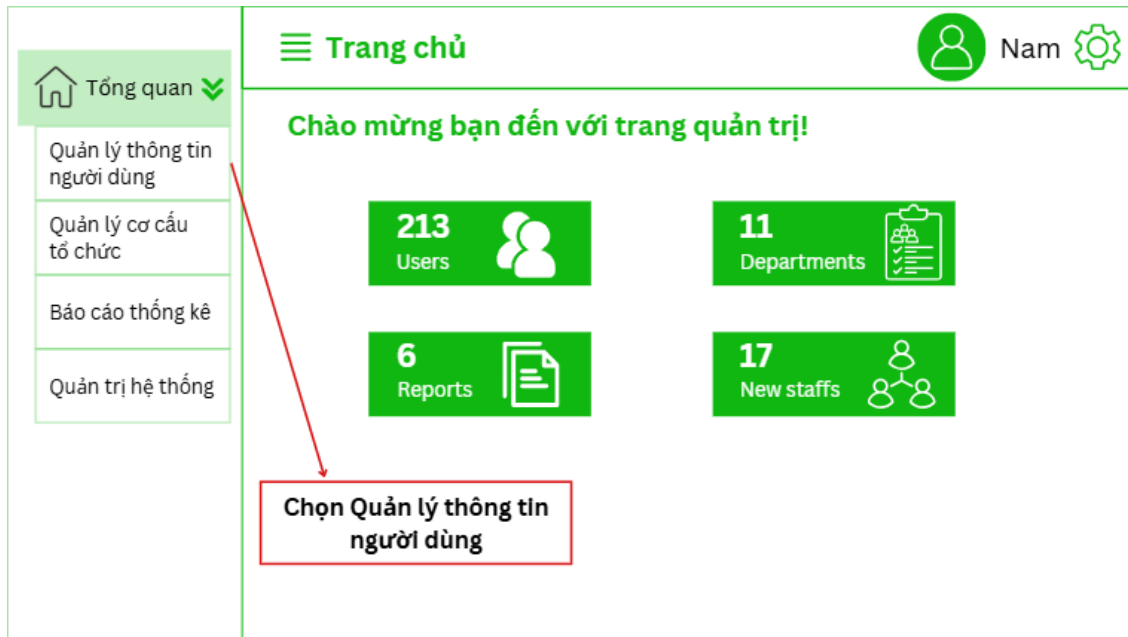 Tổng quan
Quản lý thông tin
người dùng
Quản lý cơ cấu
tổ chức
Báo cáo thống kê
Quản trị hệ thống
Trang chủ
Nam
Chào mừng bạn đến với trang quản trị!
213
Users
11
Departments
6
Reports
17
New staffs
Chọn Quản lý thông tin
người dùng